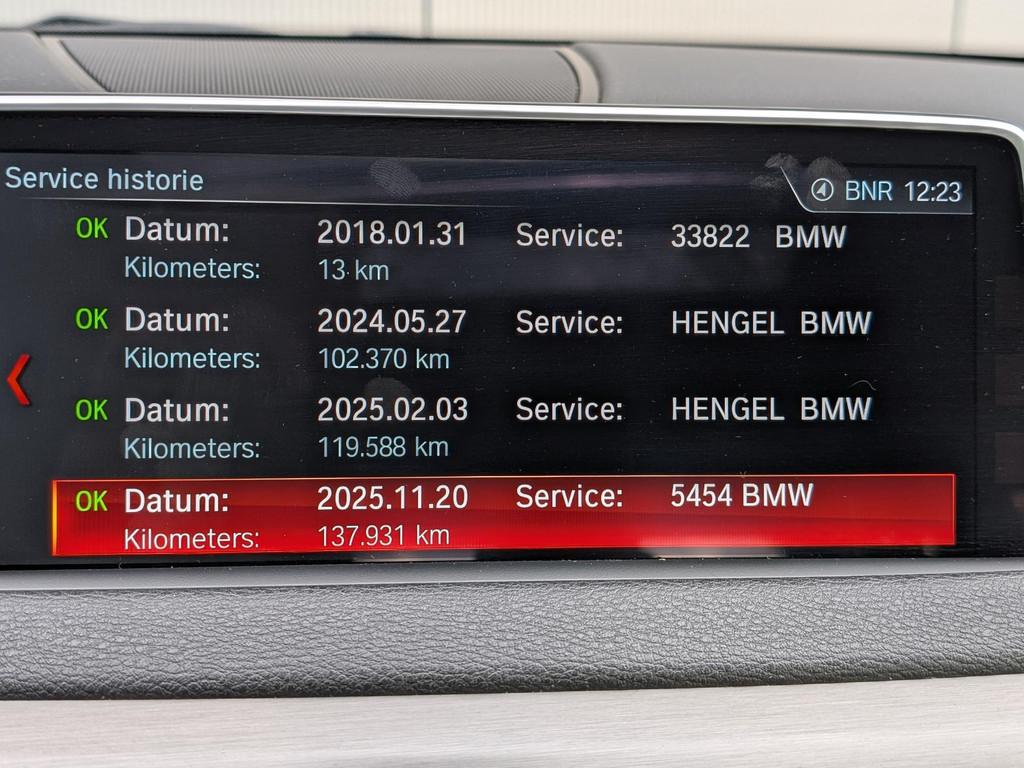 Service historie
BNR 12:23
OK Datum: 2018.01.31 Service: 33822 BMW
Kilometers: 13 km
OK Datum: 2024.05.27 Service: HENGEL BMW
Kilometers: 102.370 km
OK Datum: 2025.02.03 Service: HENGEL BMW
Kilometers: 119.588 km
OK Datum: 2025.11.20 Service: 5454 BMW
Kilometers: 137.931 km